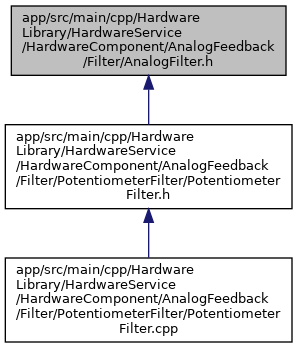 app/src/main/cpp/Hardware
Library/HardwareService
/HardwareComponent/AnalogFeedback
/Filter/AnalogFilter.h
app/src/main/cpp/Hardware
Library/HardwareService
/HardwareComponent/AnalogFeedback
/Filter/PotentiometerFilter/Potentiometer
Filter.h
app/src/main/cpp/Hardware
Library/HardwareService
/HardwareComponent/AnalogFeedback
/Filter/PotentiometerFilter/Potentiometer
Filter.cpp